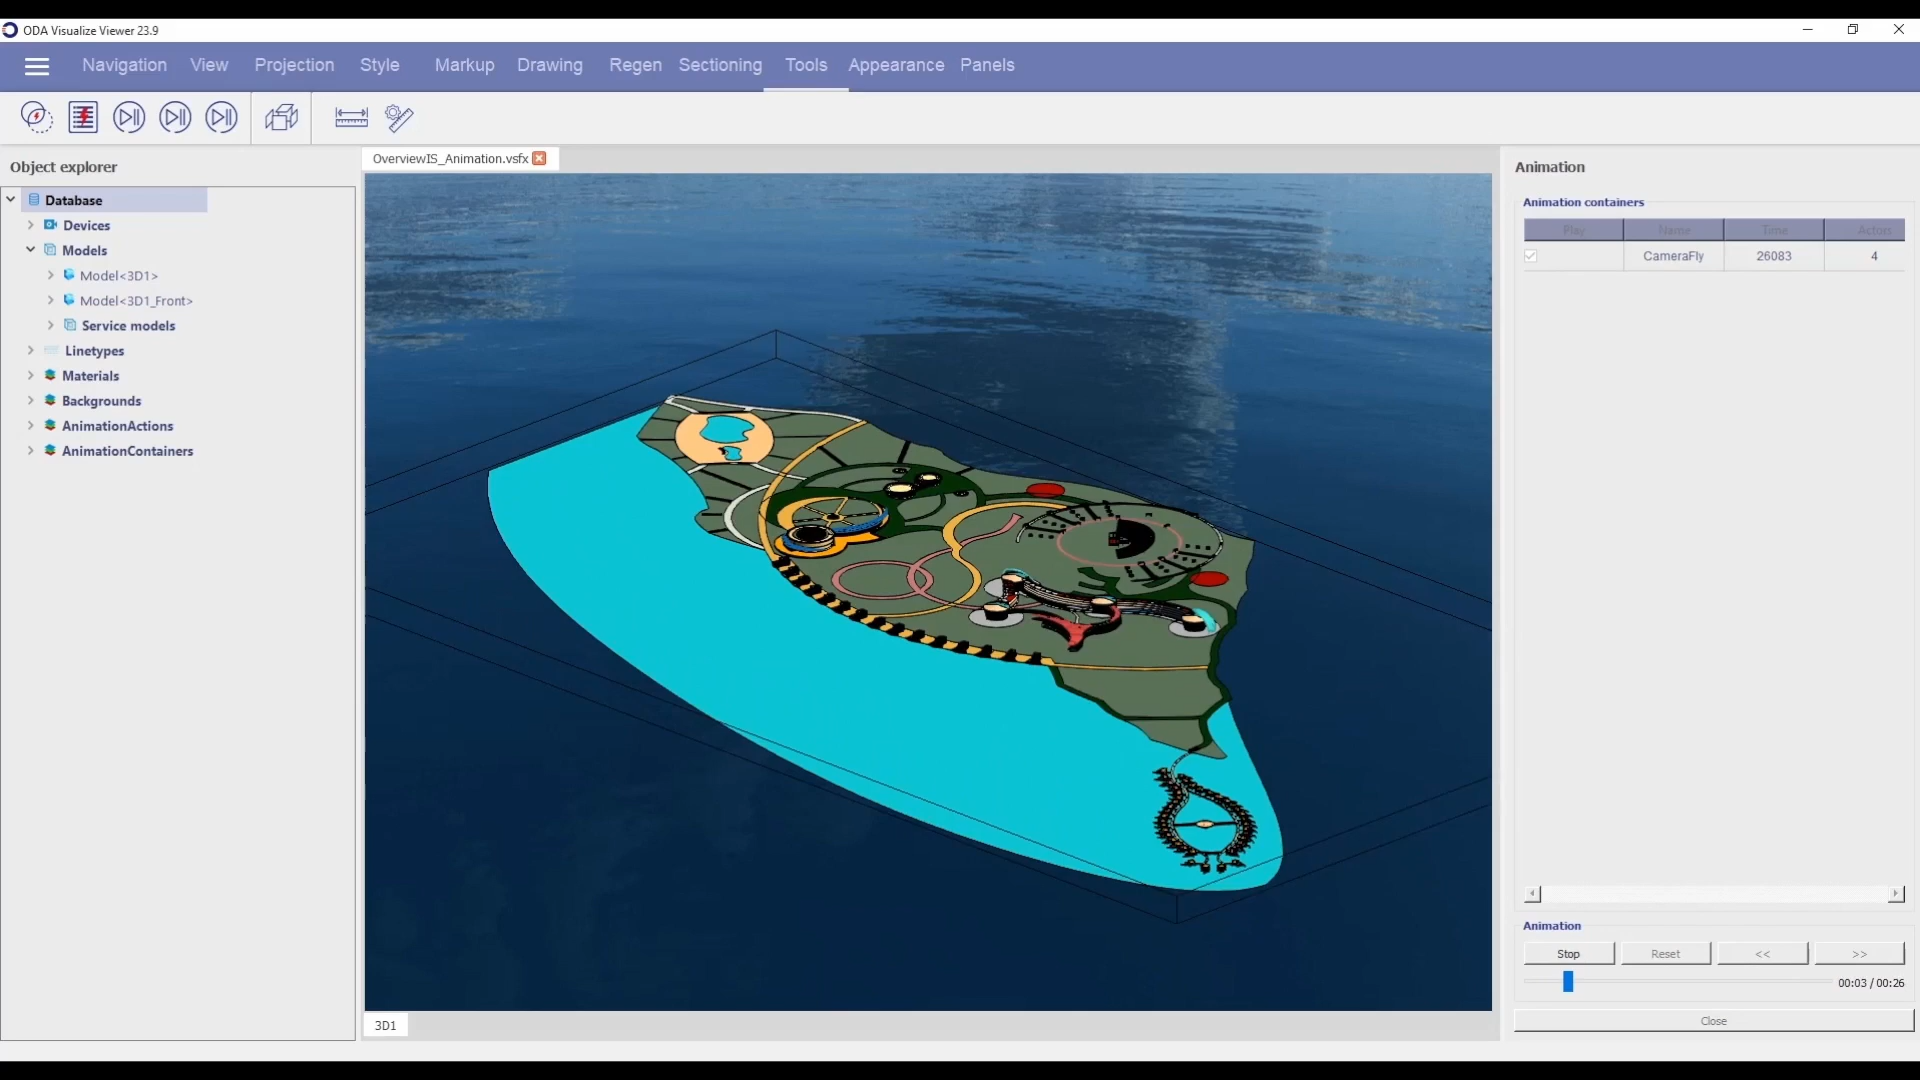 ODA Visualize Viewer 23.9
Navigation View Projection Style Markup Drawing Regen Sectioning Tools Appearance Panels
Object explorer
Database
Devices
Models
Model<3D1>
Model<3D1_Front>
Service models
Linetypes
Materials
Backgrounds
AnimationActions
AnimationContainers
OverviewIS_Animation.vsfx
3D1
Animation
Animation containers
Play Name Time Actors
CameraFly 26083 4
Animation
Stop Reset << >>
00:03 / 00:26
Close